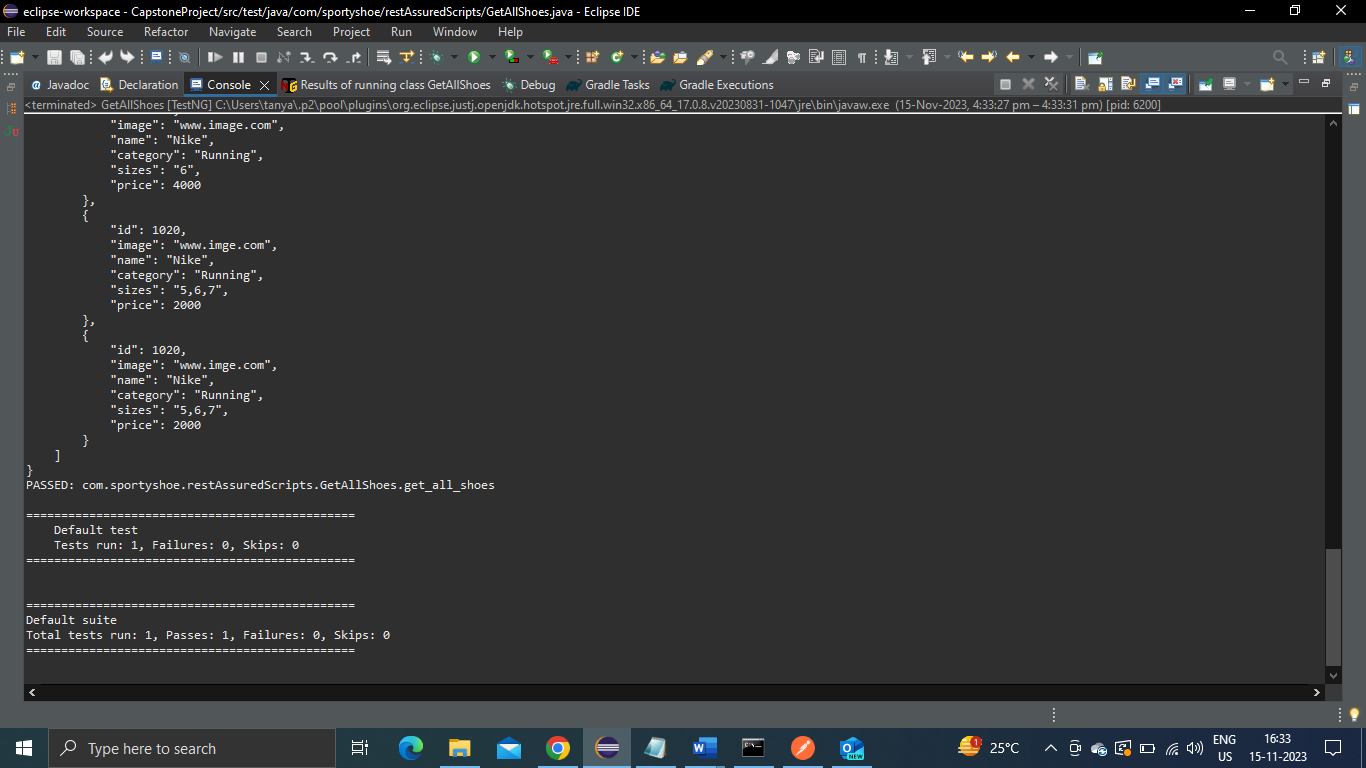 eclipse-workspace - CapstoneProject/src/test/java/com/sportyshoe/restAssuredScripts/GetAllShoes.java - Eclipse IDE
File Edit Source Refactor Navigate Search Project Run Window Help
@ Javadoc Declaration Console Results of running class GetAllShoes Debug Gradle Tasks Gradle Executions
<terminated> GetAllShoes [TestNG] C:\Users\tanya\.p2\pool\plugins\org.eclipse.justj.openjdk.hotspot.jre.full.win32.x86_64_17.0.8.v20230831-1047\jre\bin\javaw.exe (15-Nov-2023, 4:33:27 pm – 4:33:31 pm) [pid: 6200]
"image": "www.image.com",
"name": "Nike",
"category": "Running",
"sizes": "6",
"price": 4000
},
{
"id": 1020,
"image": "www.imge.com",
"name": "Nike",
"category": "Running",
"sizes": "5,6,7",
"price": 2000
},
{
"id": 1020,
"image": "www.imge.com",
"name": "Nike",
"category": "Running",
"sizes": "5,6,7",
"price": 2000
}
]
}
PASSED: com.sportyshoe.restAssuredScripts.GetAllShoes.get_all_shoes
===============================================
Default test
Tests run: 1, Failures: 0, Skips: 0
===============================================
===============================================
Default suite
Total tests run: 1, Passes: 1, Failures: 0, Skips: 0
===============================================
Type here to search
25°C
ENG
US
16:33
15-11-2023